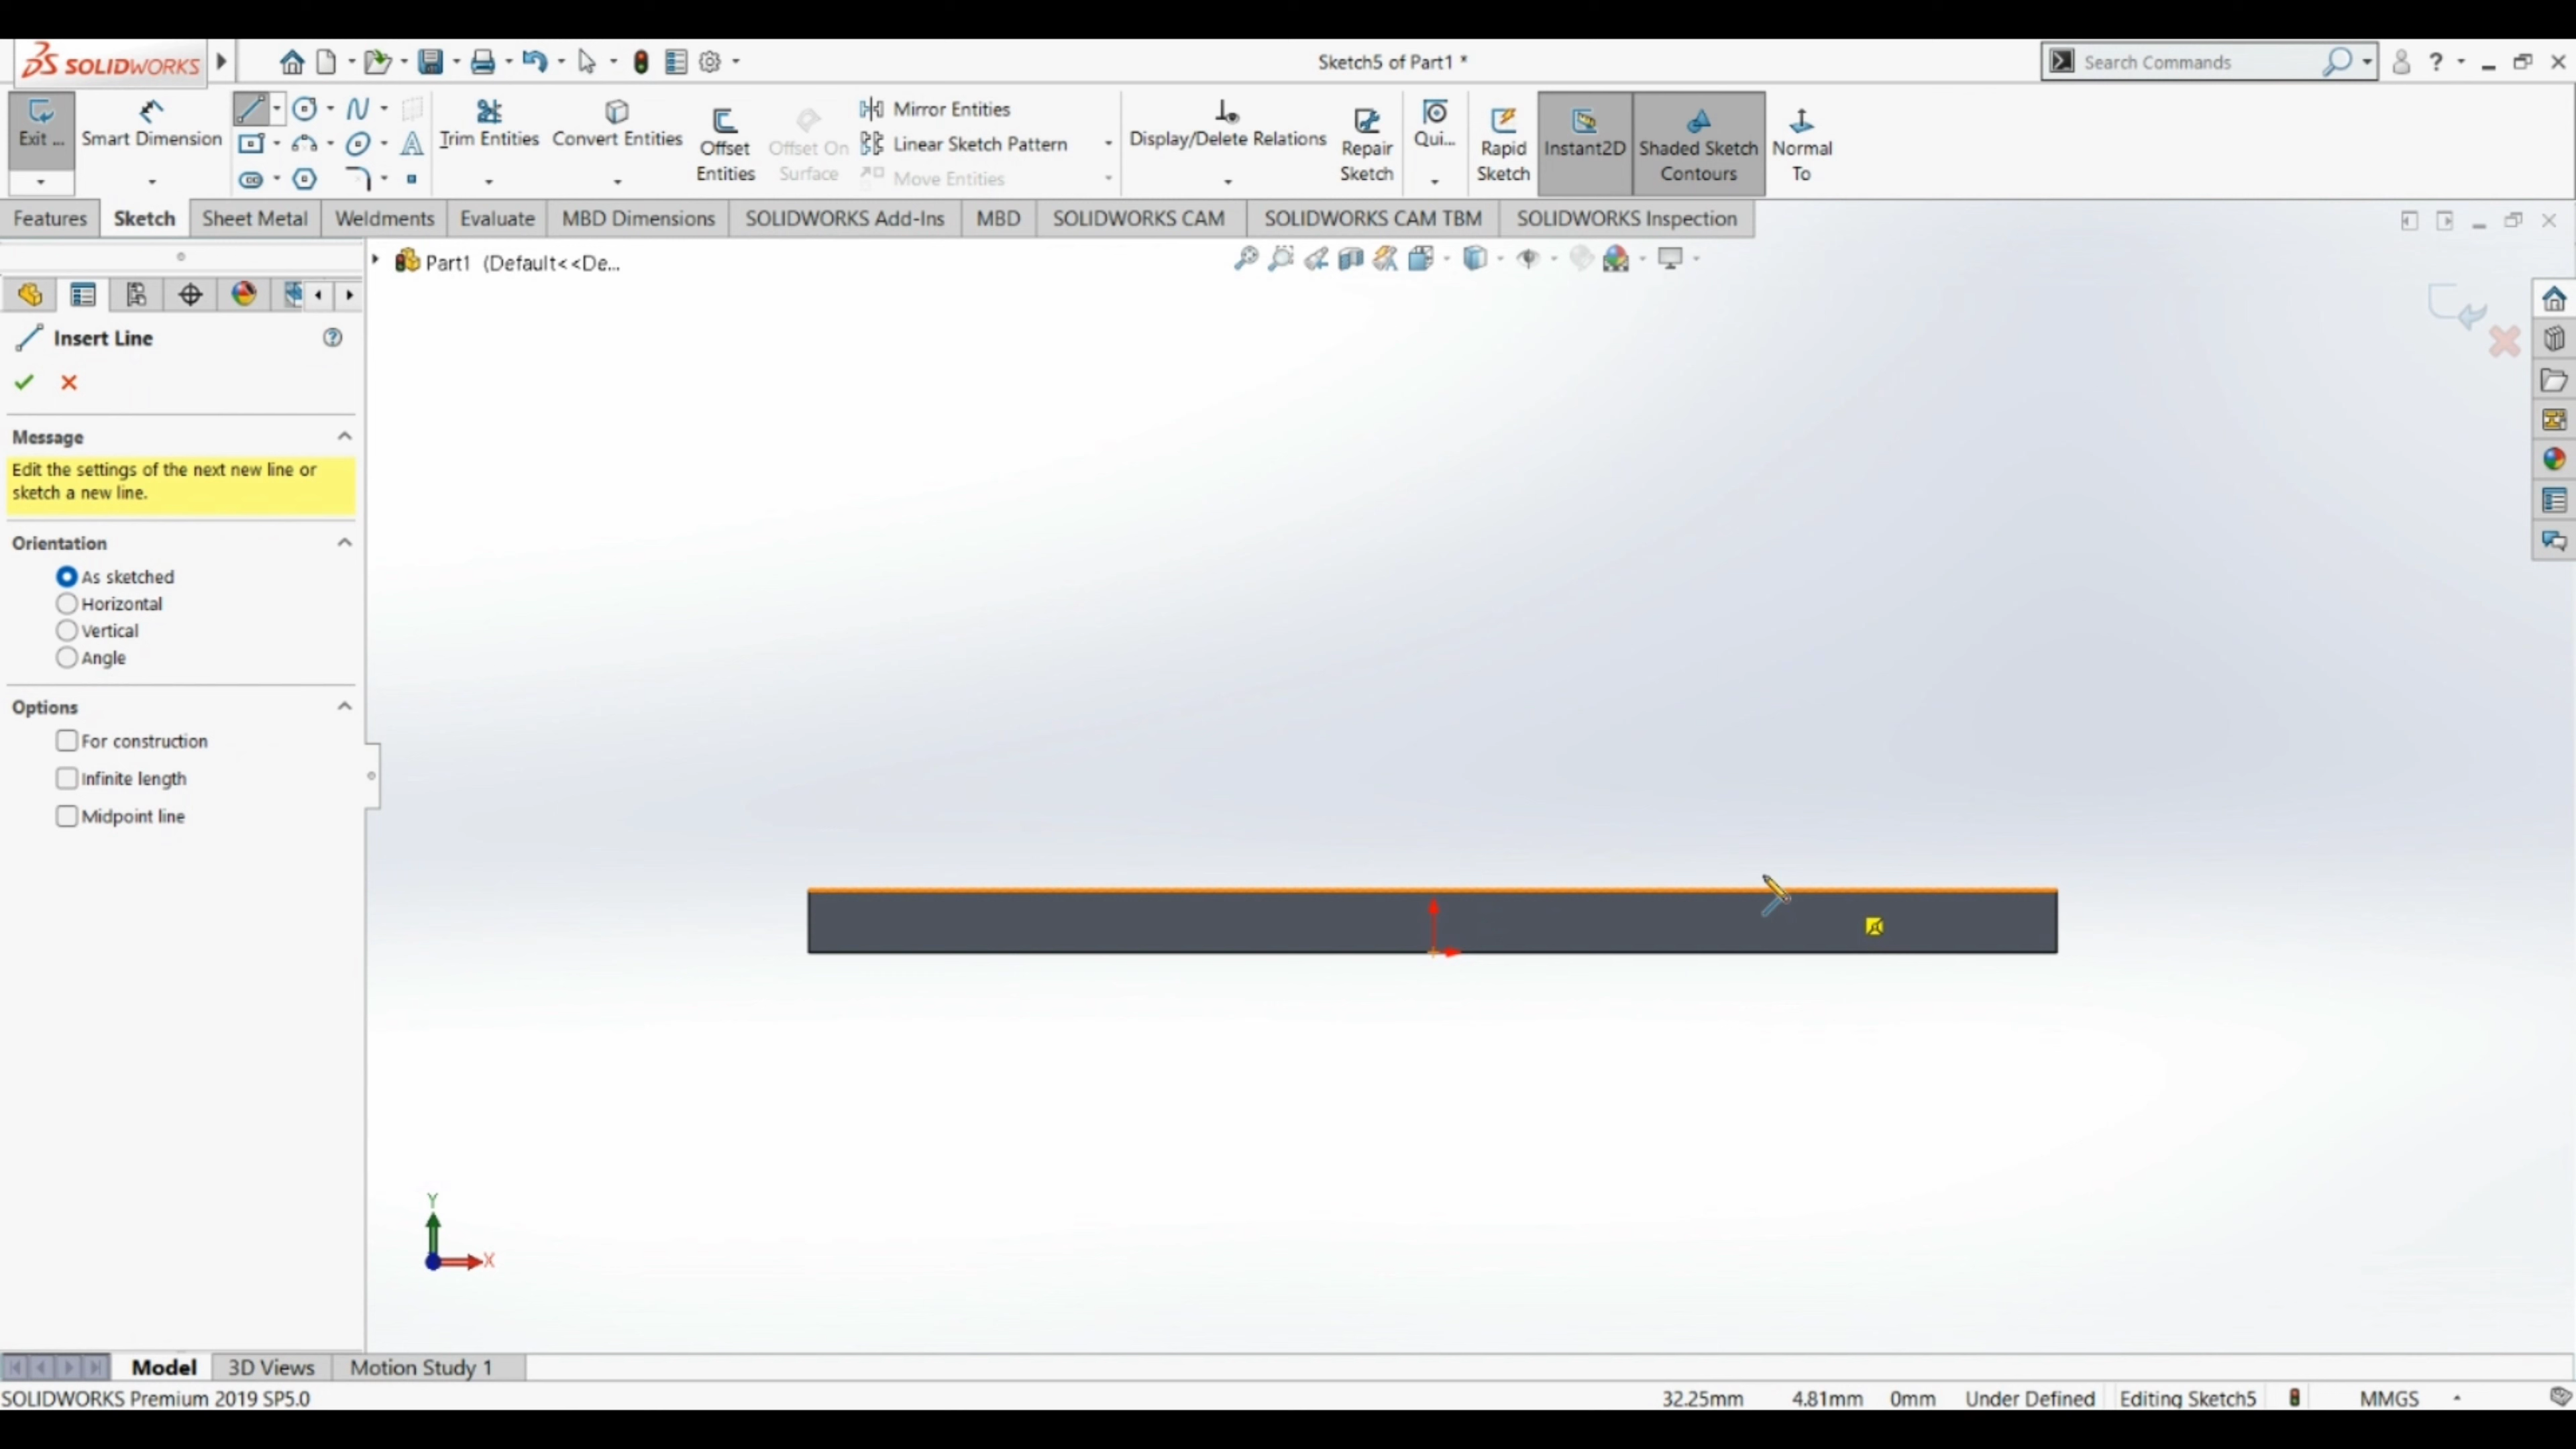 SOLIDWORKS
Sketch5 of Part1 *
Search Commands
?
Exit ...
Smart Dimension
Trim Entities
Convert Entities
Offset Entities
Offset On Surface
Mirror Entities
Linear Sketch Pattern
Move Entities
Display/Delete Relations
Repair Sketch
Qui...
Rapid Sketch
Instant2D
Shaded Sketch Contours
Normal To
Features
Sketch
Sheet Metal
Weldments
Evaluate
MBD Dimensions
SOLIDWORKS Add-Ins
MBD
SOLIDWORKS CAM
SOLIDWORKS CAM TBM
SOLIDWORKS Inspection
Part1 (Default<<De...
Insert Line
Message
Edit the settings of the next new line or
sketch a new line.
Orientation
As sketched
Horizontal
Vertical
Angle
Options
For construction
Infinite length
Midpoint line
Y
X
Model
3D Views
Motion Study 1
SOLIDWORKS Premium 2019 SP5.0
32.25mm
4.81mm
0mm
Under Defined
Editing Sketch5
MMGS